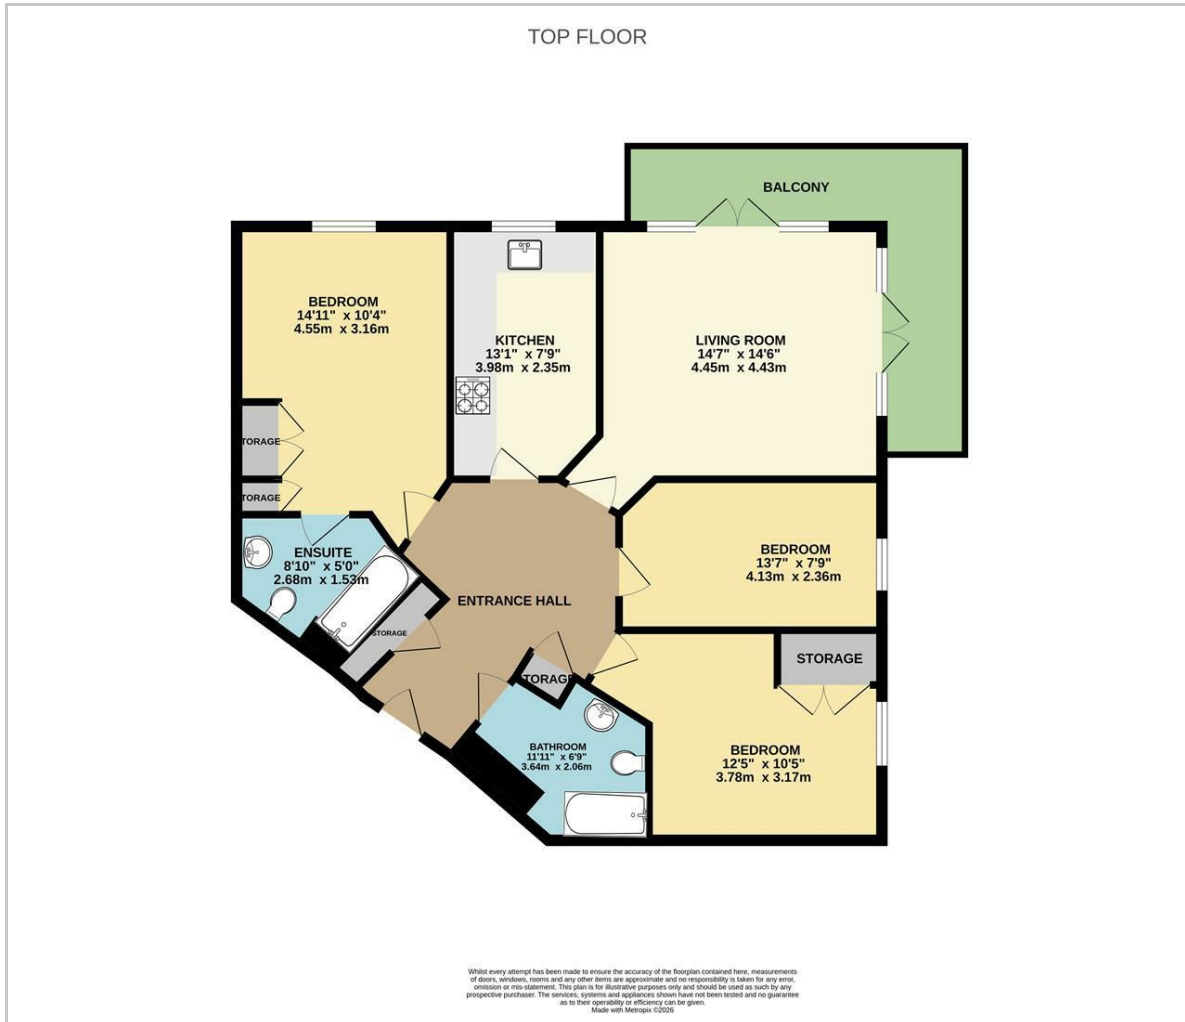 TOP FLOOR
BALCONY
BEDROOM
14'11" x 10'4"
4.55m x 3.16m
KITCHEN
13'1" x 7'9"
3.98m x 2.35m
LIVING ROOM
14'7" x 14'6"
4.45m x 4.43m
TORAGE
TORAGE
ENSUITE
8'10" x 5'0"
2.68m x 1.53m
BEDROOM
13'7" x 7'9"
4.13m x 2.36m
ENTRANCE HALL
STORAGE
STORAGE
TORAGE
BATHROOM
11'11" x 6'9"
3.64m x 2.06m
BEDROOM
12'5" x 10'5"
3.78m x 3.17m
Whilst every attempt has been made to ensure the accuracy of the floorplan contained here, measurements
of doors, windows, rooms and any other items are approximate and no responsibility is taken for any error,
omission or mis-statement. This plan is for illustrative purposes only and should be used as such by any
prospective purchaser. The services, systems and appliances shown have not been tested and no guarantee
as to their operability or efficiency can be given.
Made with Metropix ©2026